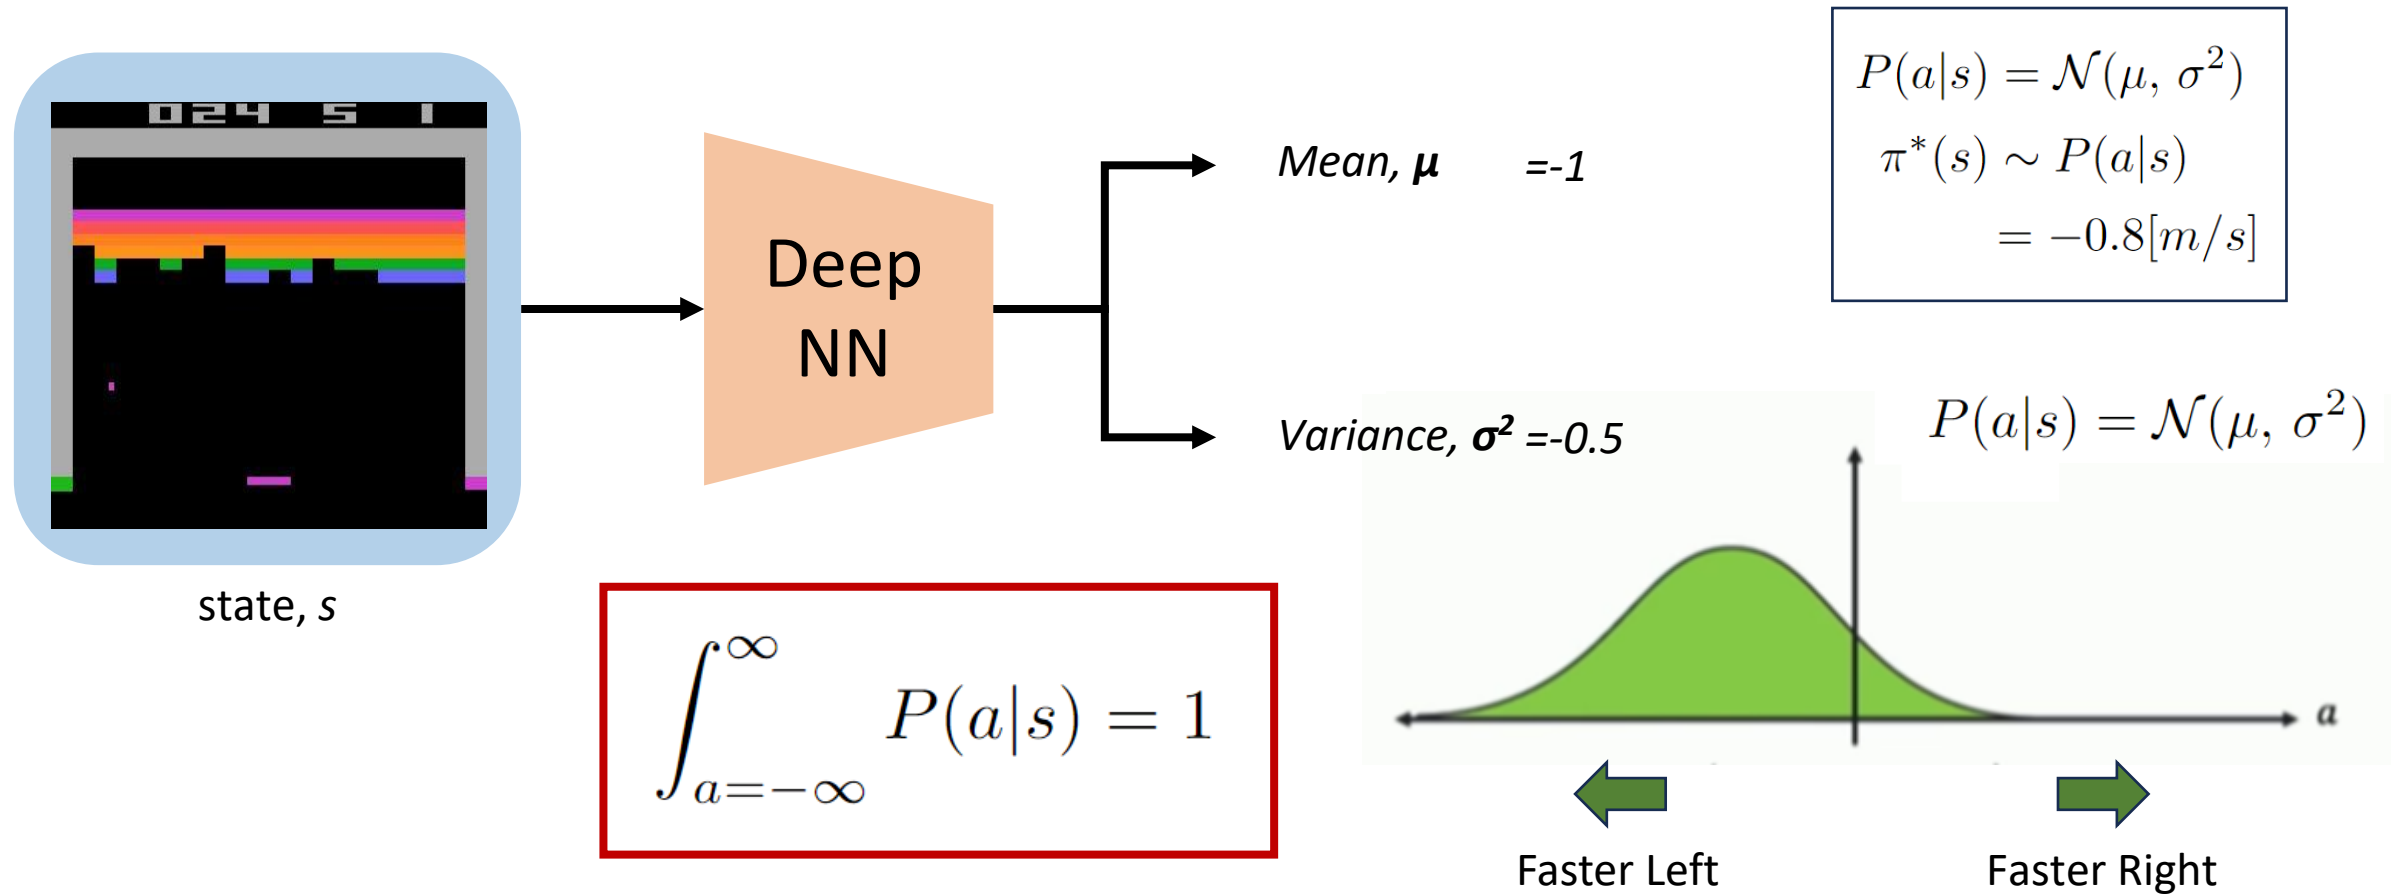 024 5 1
state, s
Deep
NN
Mean, μ =-1
Variance, σ² =-0.5
P(a|s) = 𝒩(μ, σ²)
π*(s) ∼ P(a|s)
= −0.8[m/s]
∫_{a=−∞}^{∞} P(a|s) = 1
P(a|s) = 𝒩(μ, σ²)
a
Faster Left
Faster Right